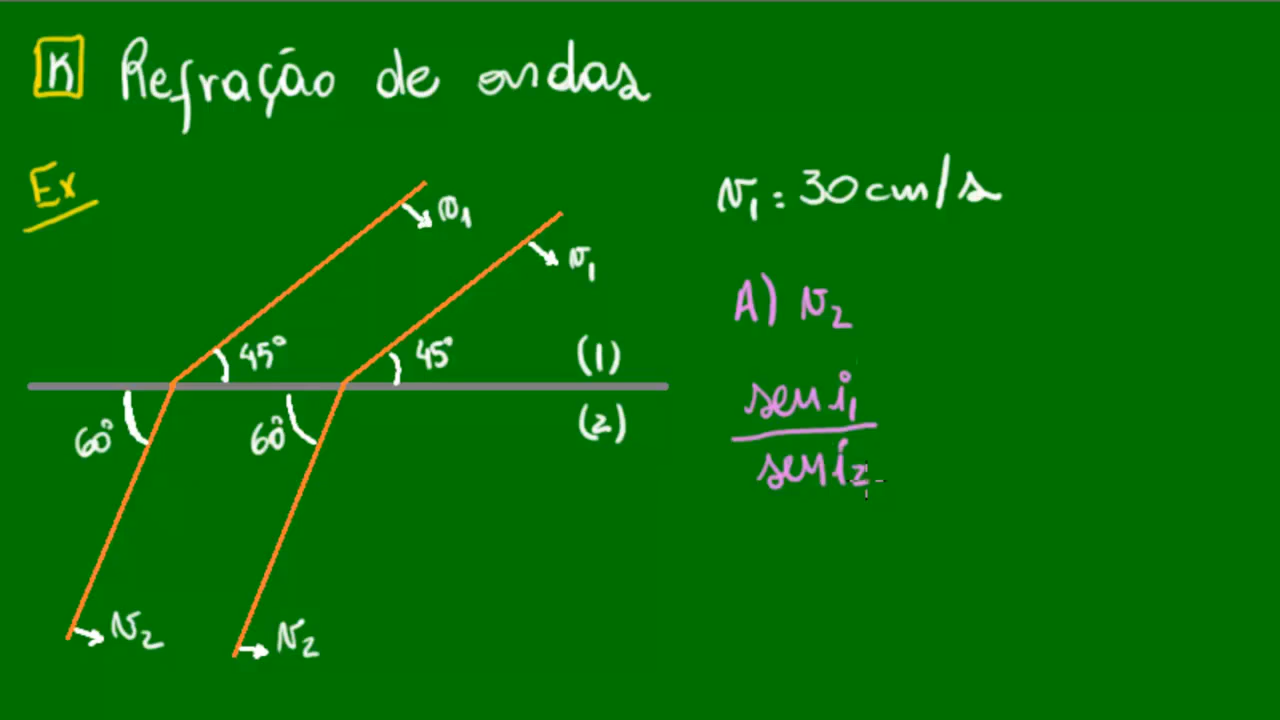 K Refração de ondas
Ex
v₁
v₁
v₁ = 30 cm/s
A) v₂
45°
45°
(1)
sen i₁
60°
60°
(2)
sen i₂
v₂
v₂